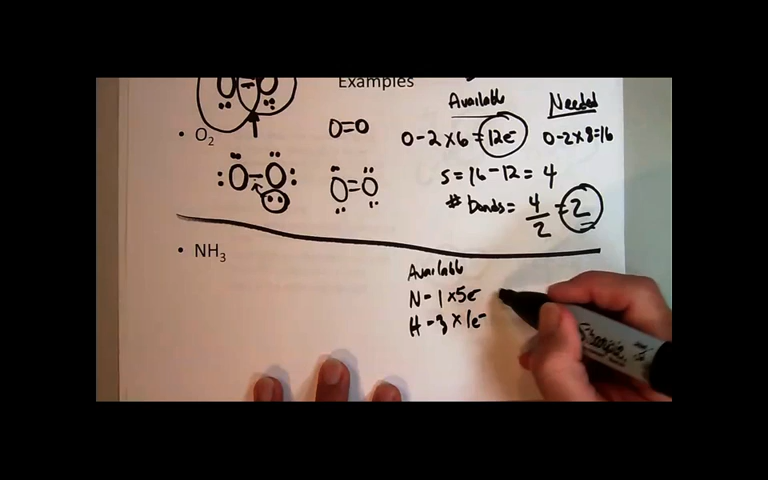 Examples
Available Needed
• O₂
O=O
O-2x6=12e⁻ O-2x8=16
:O-O:
O=O
S=16-12=4
# bonds= 4/2 =2
• NH₃
Available
N-1x5e⁻
H-3x1e⁻
Sharpie